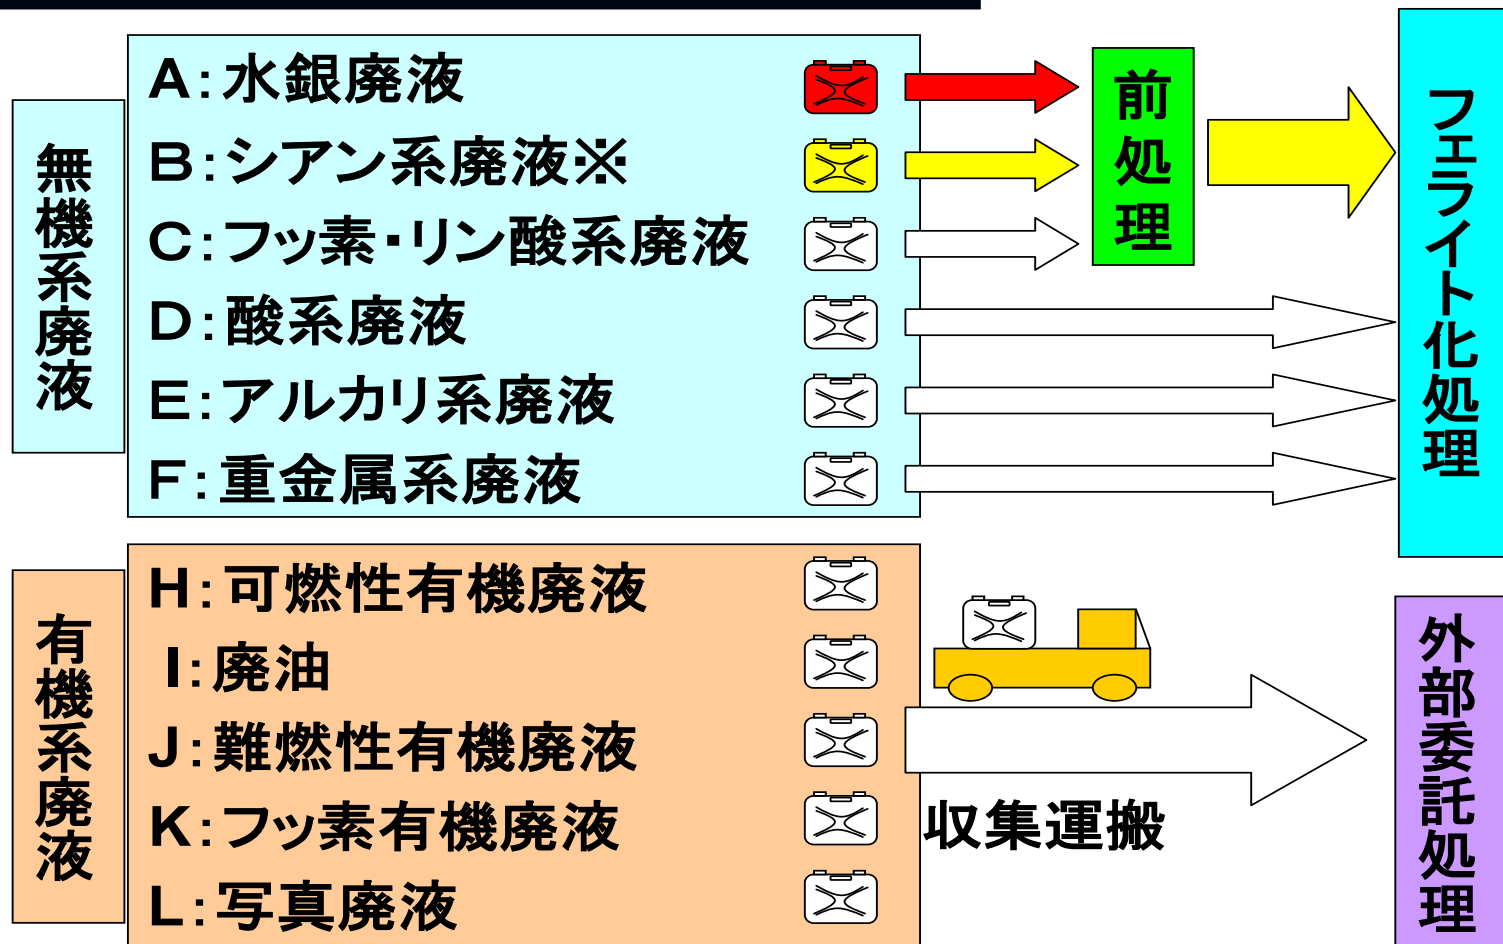 無機系廃液
A:水銀廃液
B:シアン系廃液※
C:フッ素・リン酸系廃液
D:酸系廃液
E:アルカリ系廃液
F:重金属系廃液
前処理
フェライト化処理
有機系廃液
H:可燃性有機廃液
I:廃油
J:難燃性有機廃液
K:フッ素有機廃液
L:写真廃液
収集運搬
外部委託処理